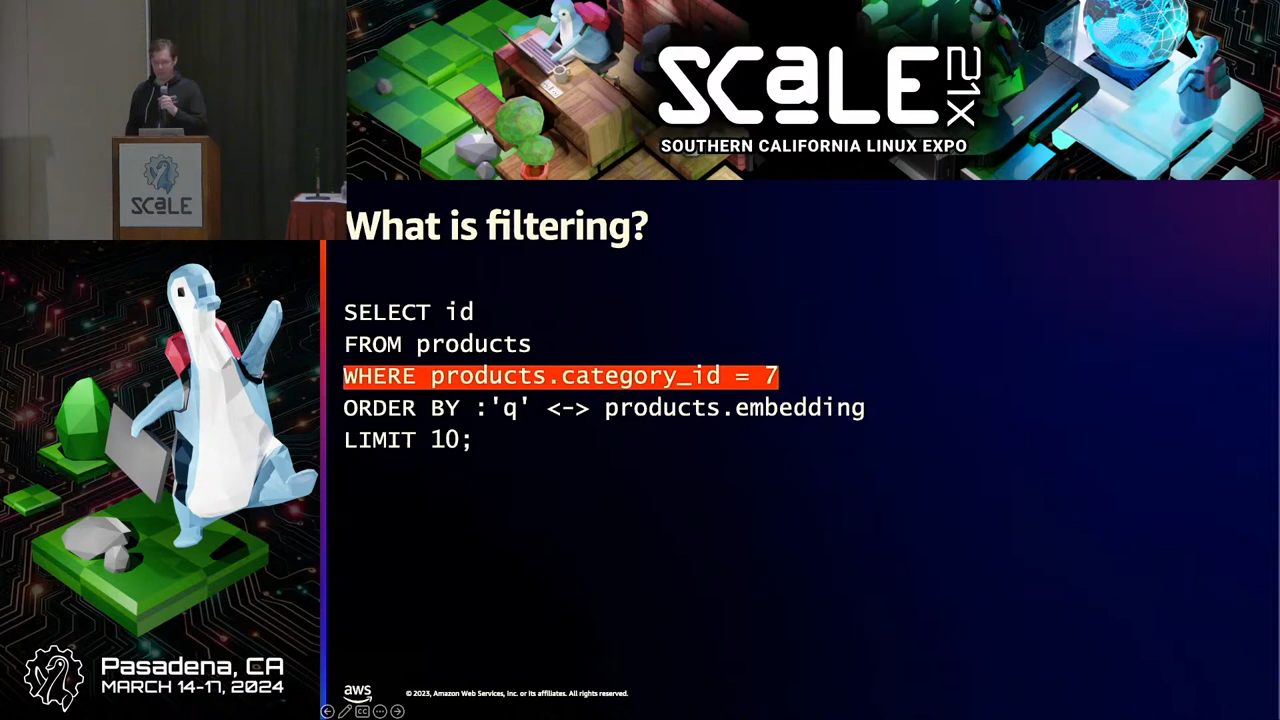 SCaLE 21X
SOUTHERN CALIFORNIA LINUX EXPO
SCaLE
What is filtering?
SELECT id
FROM products
WHERE products.category_id = 7
ORDER BY :'q' <-> products.embedding
LIMIT 10;
Pasadena, CA
MARCH 14-17, 2024
aws
© 2023, Amazon Web Services, Inc. or its affiliates. All rights reserved.
CC